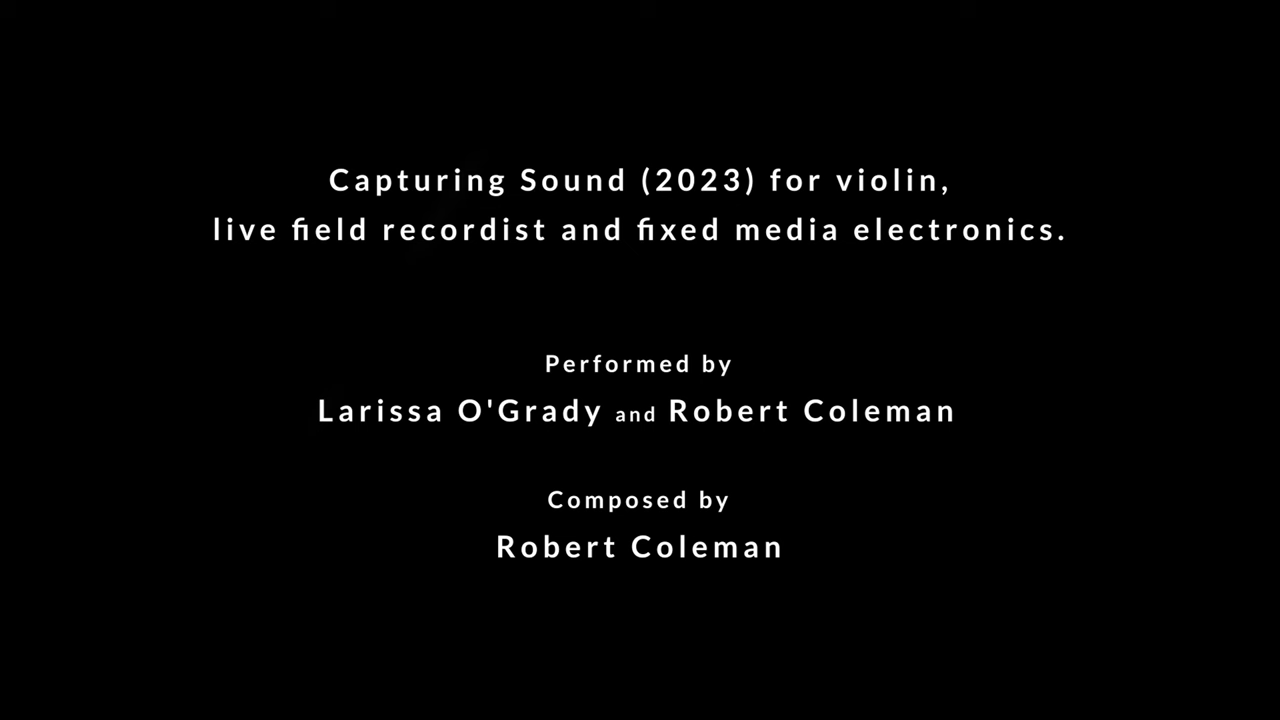 Capturing Sound (2023) for violin,
live field recordist and fixed media electronics.
Performed by
Larissa O'Grady and Robert Coleman
Composed by
Robert Coleman